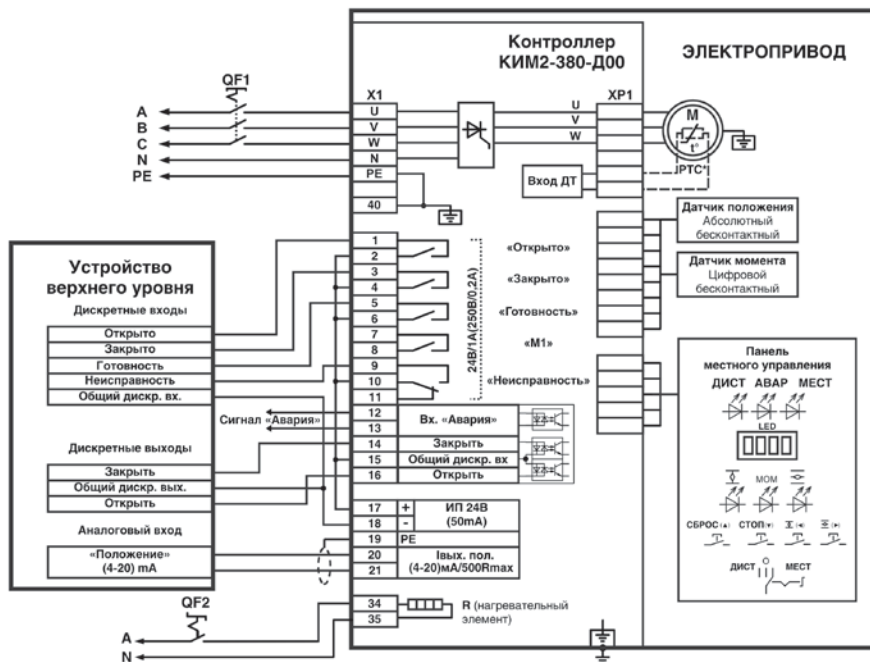 Контроллер
КИМ2-380-Д00
ЭЛЕКТРОПРИВОД
QF1
X1
XP1
A
B
C
N
PE
U
V
W
N
PE
40
U
V
W
M
t°
PTC*
Вход ДТ
Датчик положения
Абсолютный
бесконтактный
Датчик момента
Цифровой
бесконтактный
Устройство
верхнего уровня
Дискретные входы
Открыто
Закрыто
Готовность
Неисправность
Общий дискр. вх.
Дискретные выходы
Закрыть
Общий дискр. вых.
Открыть
Аналоговый вход
«Положение»
(4-20) mA
1
2
3
4
5
6
7
8
9
10
11
12
13
14
15
16
17
18
19
20
21
34
35
24В/1А(250В/0.2А)
«Открыто»
«Закрыто»
«Готовность»
«М1»
«Неисправность»
Сигнал «Авария»
Вх. «Авария»
Закрыть
Общий дискр. вх
Открыть
+
-
ИП 24В
(50mA)
PE
Iвых. пол.
(4-20)мА/500Rmax
R (нагревательный
элемент)
QF2
A
N
Панель
местного управления
ДИСТ АВАР МЕСТ
LED
МОМ
СБРОС (▲) СТОП (▼) (◄) (►)
ДИСТ МЕСТ